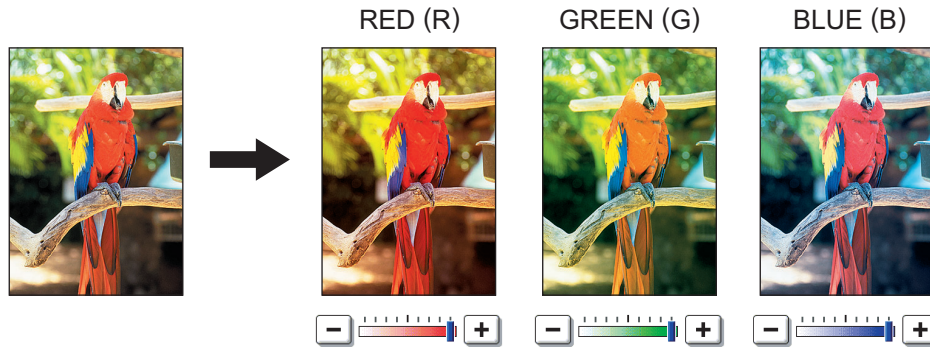 RED (R) GREEN (G) BLUE (B)
− + − + − +